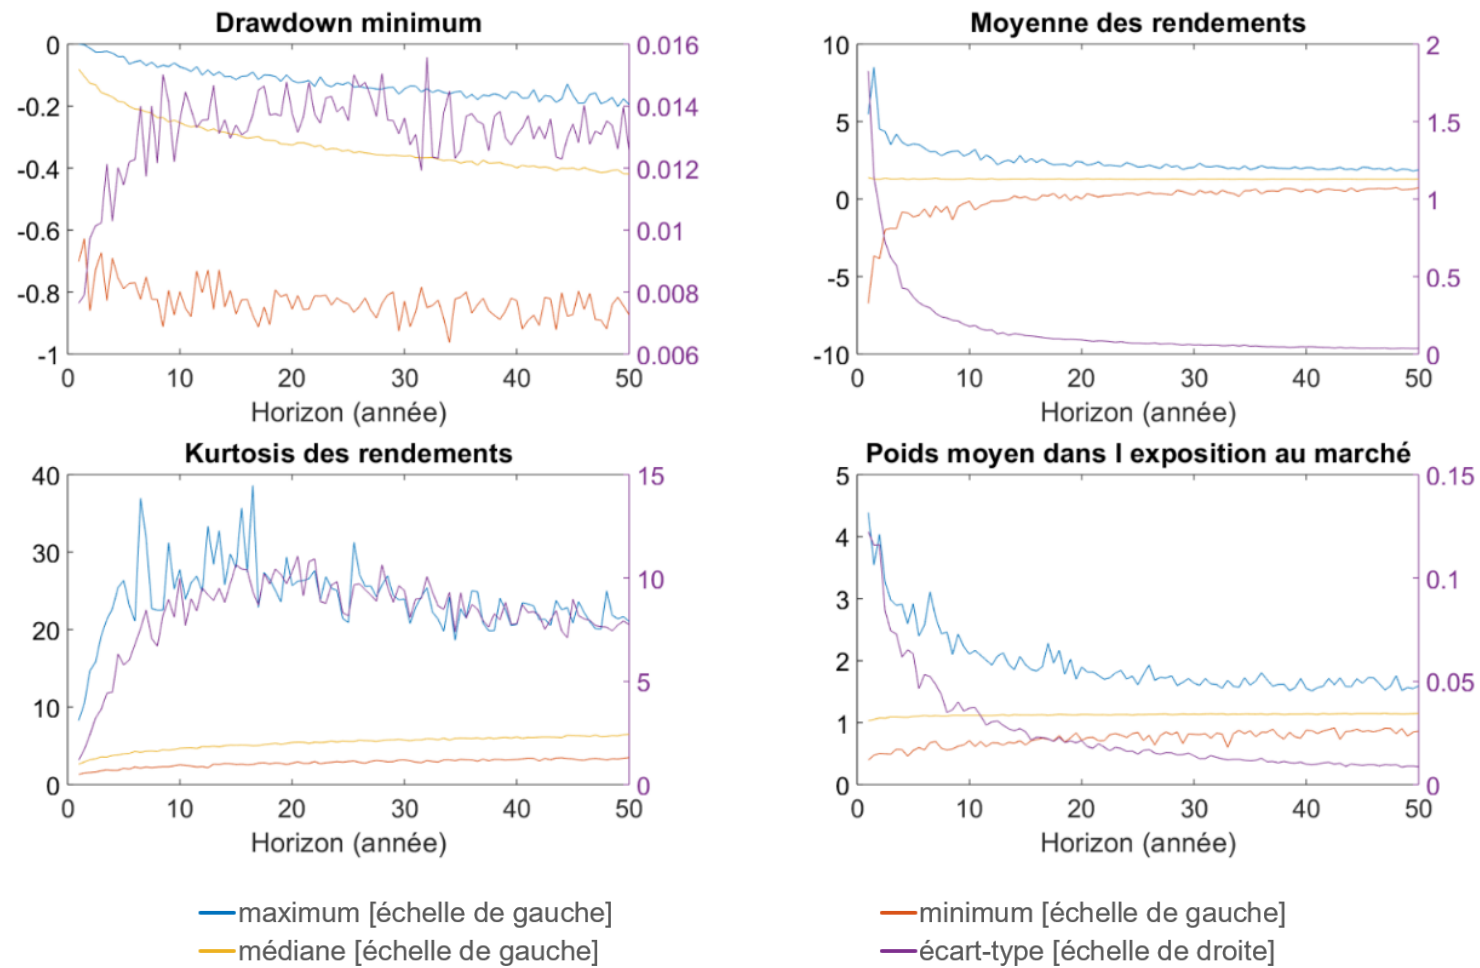 Drawdown minimum
0
-0.2
-0.4
-0.6
-0.8
-1
0.016
0.014
0.012
0.01
0.008
0.006
0 10 20 30 40 50
Horizon (année)
Moyenne des rendements
10
5
0
-5
-10
2
1.5
1
0.5
0
0 10 20 30 40 50
Horizon (année)
Kurtosis des rendements
40
30
20
10
0
15
10
5
0
0 10 20 30 40 50
Horizon (année)
Poids moyen dans l exposition au marché
5
4
3
2
1
0
0.15
0.1
0.05
0
0 10 20 30 40 50
Horizon (année)
maximum [échelle de gauche]
minimum [échelle de gauche]
médiane [échelle de gauche]
écart-type [échelle de droite]